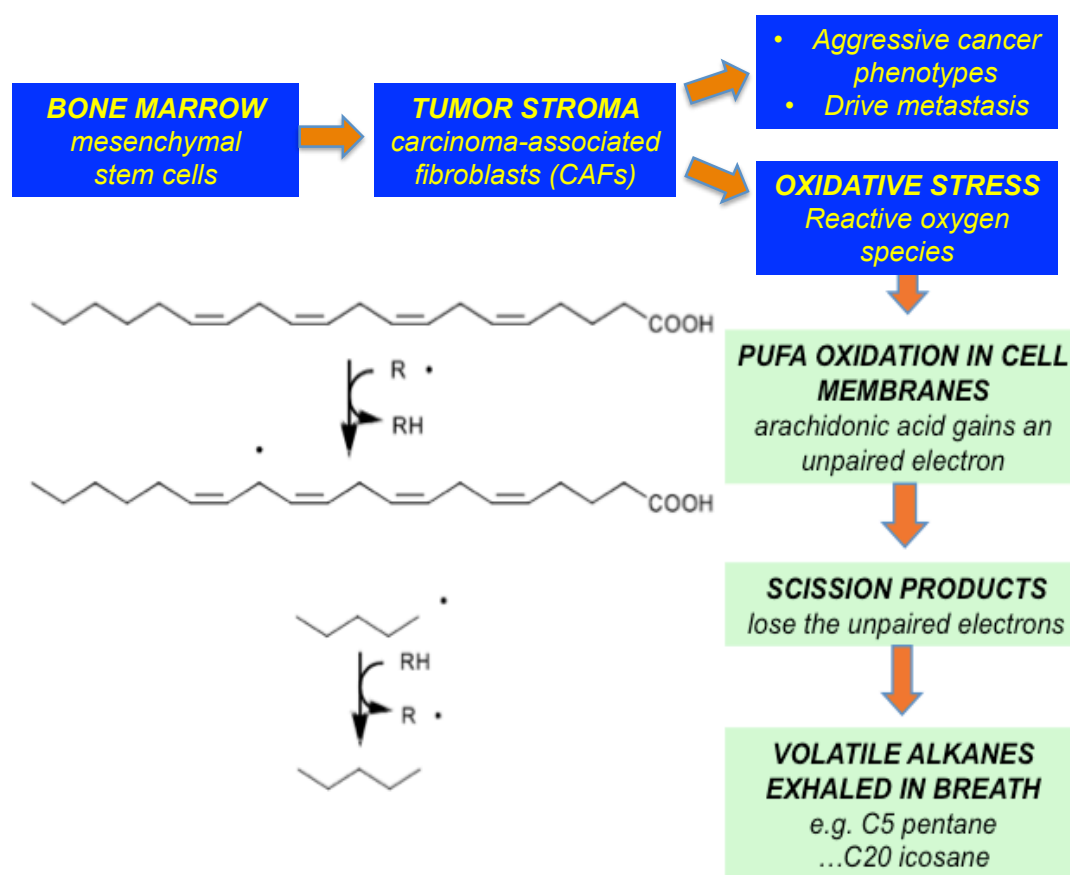 BONE MARROW
mesenchymal
stem cells
TUMOR STROMA
carcinoma-associated
fibroblasts (CAFs)
• Aggressive cancer
phenotypes
• Drive metastasis
OXIDATIVE STRESS
Reactive oxygen
species
COOH
R •
RH
•
COOH
PUFA OXIDATION IN CELL
MEMBRANES
arachidonic acid gains an
unpaired electron
SCISSION PRODUCTS
lose the unpaired electrons
•
RH
R •
VOLATILE ALKANES
EXHALED IN BREATH
e.g. C5 pentane
…C20 icosane